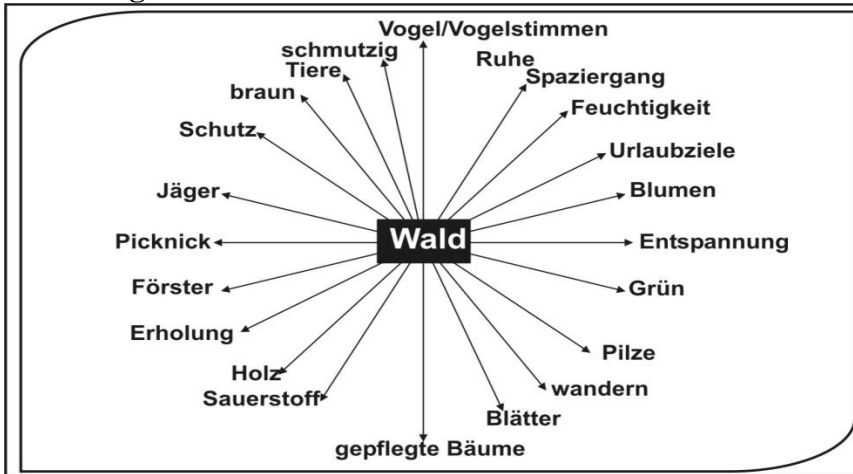 Vogel/Vogelstimmen
schmutzig
Ruhe
Tiere
Spaziergang
braun
Feuchtigkeit
Schutz
Urlaubziele
Jäger
Blumen
Wald
Picknick
Entspannung
Förster
Grün
Erholung
Pilze
Holz
wandern
Sauerstoff
Blätter
gepflegte Bäume